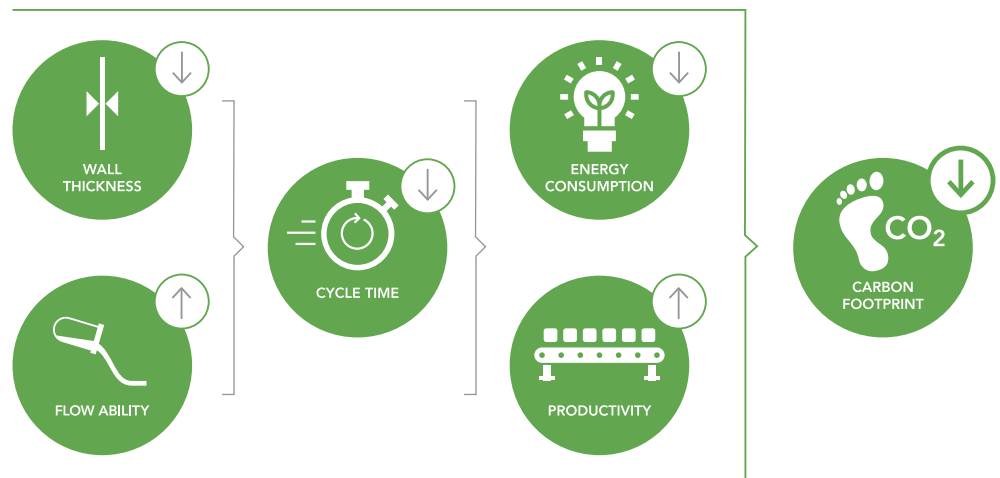 WALL
THICKNESS
FLOW ABILITY
CYCLE TIME
ENERGY
CONSUMPTION
PRODUCTIVITY
CO2
CARBON
FOOTPRINT